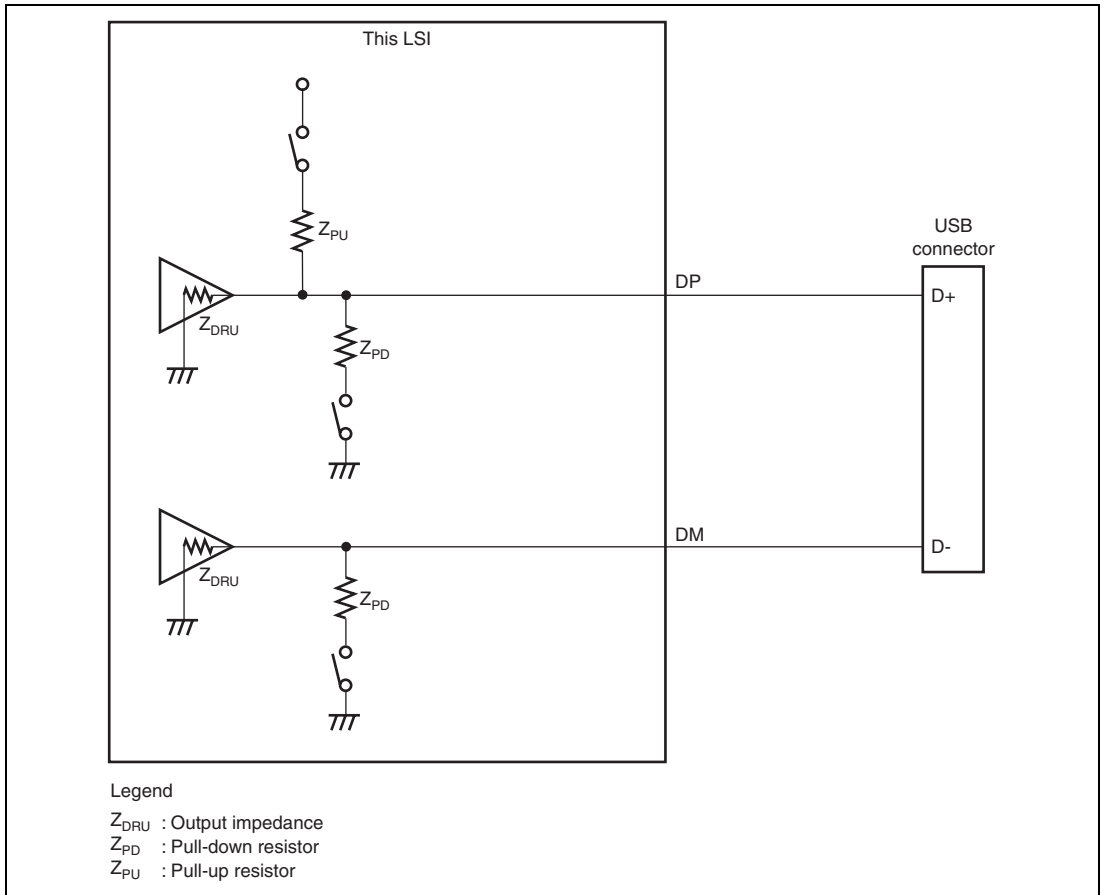 This LSI
Z_PU
USB
connector
DP
D+
Z_DRU
Z_PD
DM
D-
Z_DRU
Z_PD
Legend
Z_DRU : Output impedance
Z_PD : Pull-down resistor
Z_PU : Pull-up resistor